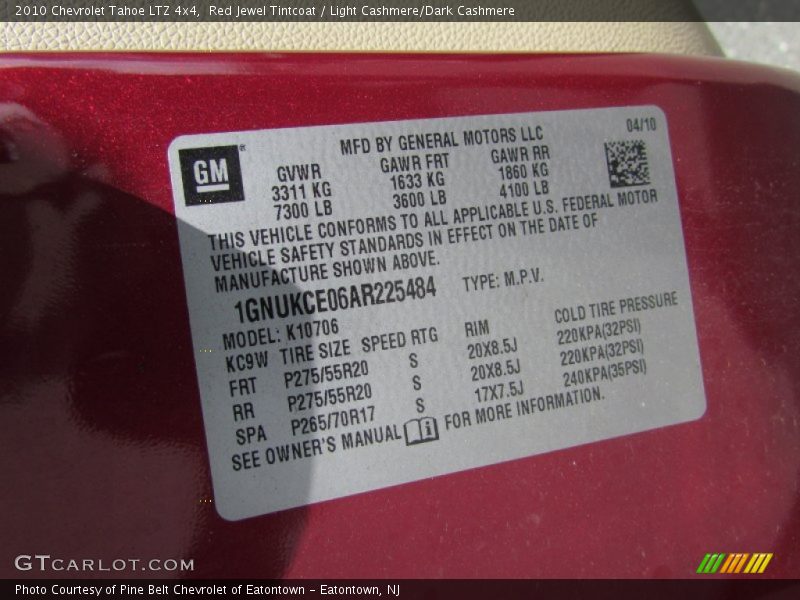 2010 Chevrolet Tahoe LTZ 4x4, Red Jewel Tintcoat / Light Cashmere/Dark Cashmere
GM®
MFD BY GENERAL MOTORS LLC 04/10
GVWR GAWR FRT GAWR RR
3311 KG 1633 KG 1860 KG
7300 LB 3600 LB 4100 LB
THIS VEHICLE CONFORMS TO ALL APPLICABLE U.S. FEDERAL MOTOR
VEHICLE SAFETY STANDARDS IN EFFECT ON THE DATE OF
MANUFACTURE SHOWN ABOVE.
1GNUKCE06AR225484 TYPE: M.P.V.
MODEL: K10706
KC9W TIRE SIZE SPEED RTG RIM COLD TIRE PRESSURE
FRT P275/55R20 S 20X8.5J 220KPA(32PSI)
RR P275/55R20 S 20X8.5J 220KPA(32PSI)
SPA P265/70R17 S 17X7.5J 240KPA(35PSI)
SEE OWNER'S MANUAL i FOR MORE INFORMATION.
GTCARLOT.COM
Photo Courtesy of Pine Belt Chevrolet of Eatontown – Eatontown, NJ